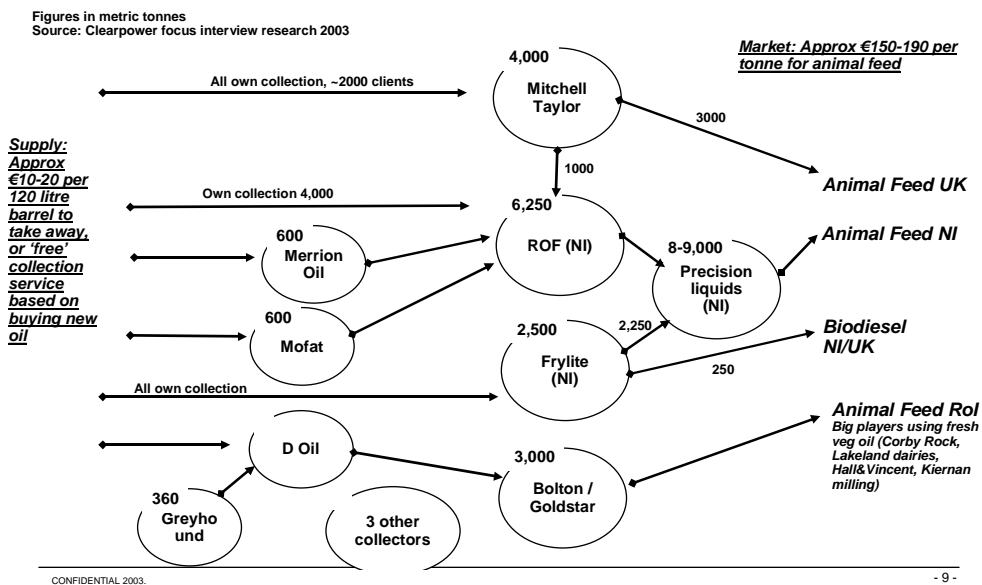 Figures in metric tonnes
Source: Clearpower focus interview research 2003
Market: Approx €150-190 per
tonne for animal feed
4,000
Mitchell
Taylor
All own collection, ~2000 clients
3000
Supply:
Approx
€10-20 per
120 litre
barrel to
take away,
or ‘free’
collection
service
based on
buying new
oil
1000
Animal Feed UK
Own collection 4,000
6,250
ROF (NI)
Animal Feed NI
600
Merrion
Oil
8-9,000
Precision
liquids
(NI)
600
Mofat
2,500
Frylite
(NI)
2,250
Biodiesel
NI/UK
250
All own collection
Animal Feed RoI
Big players using fresh
veg oil (Corby Rock,
Lakeland dairies,
Hall&Vincent, Kiernan
milling)
D Oil
3,000
Bolton /
Goldstar
360
Greyho
und
3 other
collectors
CONFIDENTIAL 2003.
- 9 -